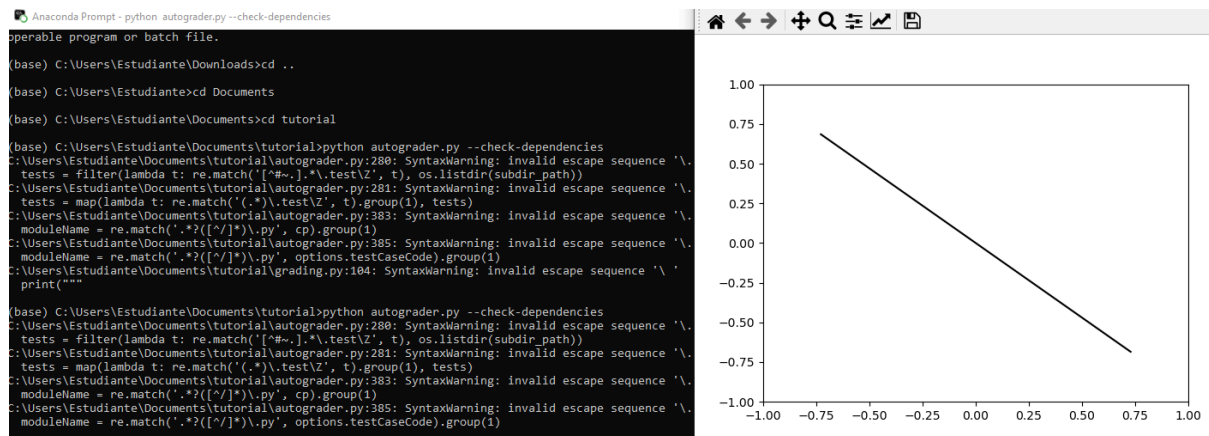 Anaconda Prompt - python autograder.py --check-dependencies
operable program or batch file.
(base) C:\Users\Estudiante\Downloads>cd ..
(base) C:\Users\Estudiante>cd Documents
(base) C:\Users\Estudiante\Documents>cd tutorial
(base) C:\Users\Estudiante\Documents\tutorial>python autograder.py --check-dependencies
C:\Users\Estudiante\Documents\tutorial\autograder.py:280: SyntaxWarning: invalid escape sequence '\.
tests = filter(lambda t: re.match('[^#~.].*\.test\Z', t), os.listdir(subdir_path))
C:\Users\Estudiante\Documents\tutorial\autograder.py:281: SyntaxWarning: invalid escape sequence '\.
tests = map(lambda t: re.match('(.*)\.test\Z', t).group(1), tests)
C:\Users\Estudiante\Documents\tutorial\autograder.py:383: SyntaxWarning: invalid escape sequence '\.
moduleName = re.match('.*?([^/]*)\.py', cp).group(1)
C:\Users\Estudiante\Documents\tutorial\autograder.py:385: SyntaxWarning: invalid escape sequence '\.
moduleName = re.match('.*?([^/]*)\.py', options.testCaseCode).group(1)
C:\Users\Estudiante\Documents\tutorial\grading.py:104: SyntaxWarning: invalid escape sequence '\ '
print("""
(base) C:\Users\Estudiante\Documents\tutorial>python autograder.py --check-dependencies
C:\Users\Estudiante\Documents\tutorial\autograder.py:280: SyntaxWarning: invalid escape sequence '\.
tests = filter(lambda t: re.match('[^#~.].*\.test\Z', t), os.listdir(subdir_path))
C:\Users\Estudiante\Documents\tutorial\autograder.py:281: SyntaxWarning: invalid escape sequence '\.
tests = map(lambda t: re.match('(.*)\.test\Z', t).group(1), tests)
C:\Users\Estudiante\Documents\tutorial\autograder.py:383: SyntaxWarning: invalid escape sequence '\.
moduleName = re.match('.*?([^/]*)\.py', cp).group(1)
C:\Users\Estudiante\Documents\tutorial\autograder.py:385: SyntaxWarning: invalid escape sequence '\.
moduleName = re.match('.*?([^/]*)\.py', options.testCaseCode).group(1)
1.00
0.75
0.50
0.25
0.00
−0.25
−0.50
−0.75
−1.00
−1.00 −0.75 −0.50 −0.25 0.00 0.25 0.50 0.75 1.00